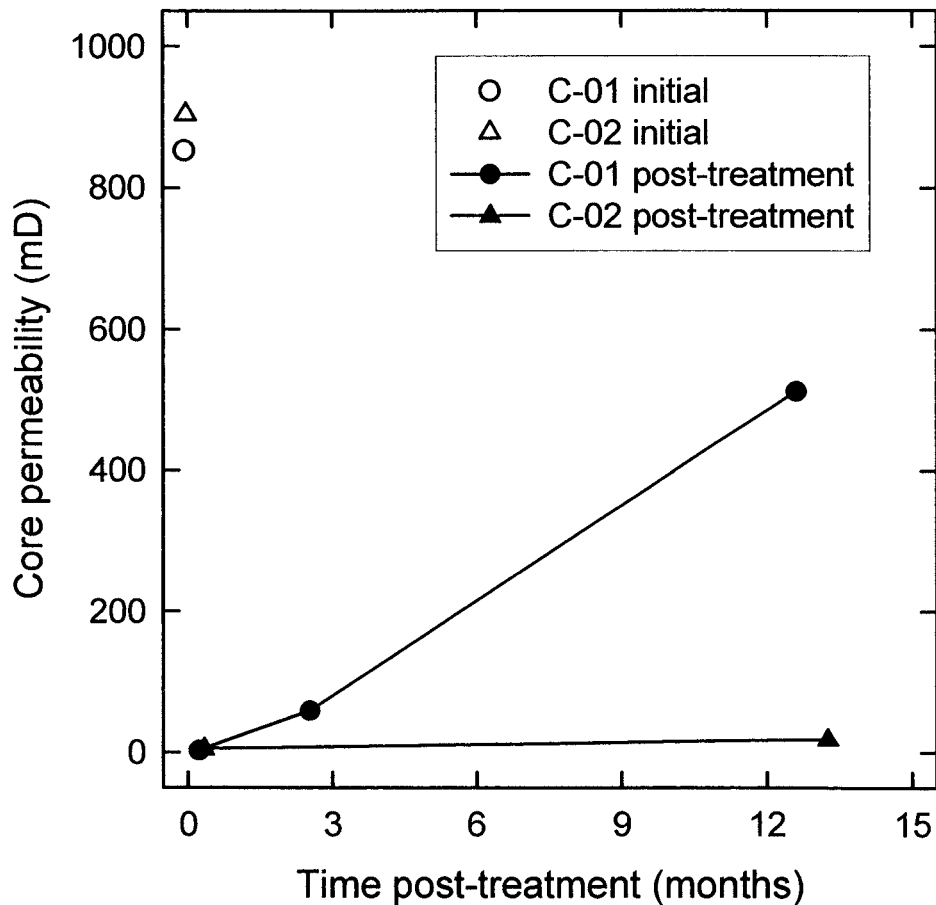 1000
800
600
400
200
0
Core permeability (mD)
C-01 initial
C-02 initial
C-01 post-treatment
C-02 post-treatment
0 3 6 9 12 15
Time post-treatment (months)